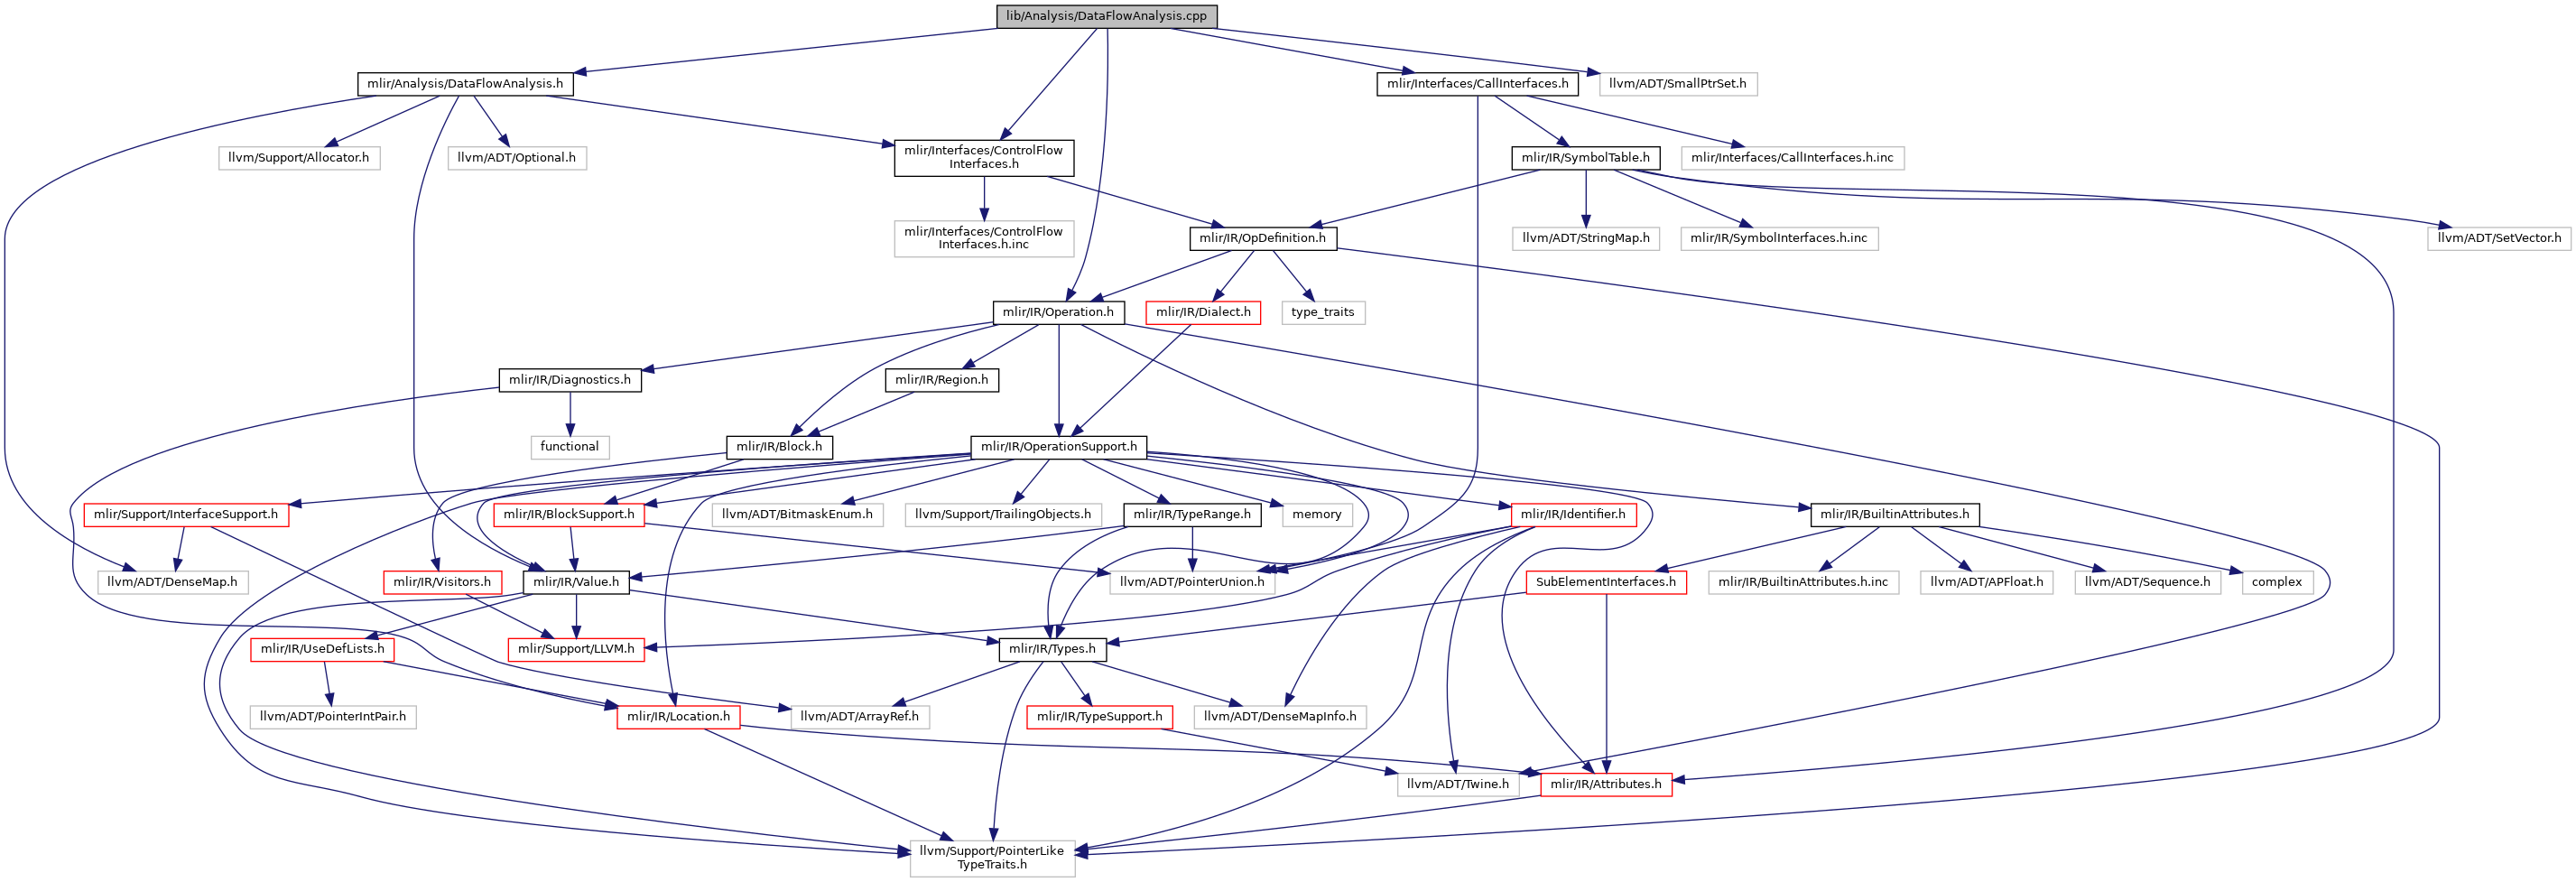 lib/Analysis/DataFlowAnalysis.cpp
mlir/Analysis/DataFlowAnalysis.h
mlir/Interfaces/CallInterfaces.h
llvm/ADT/SmallPtrSet.h
llvm/Support/Allocator.h
llvm/ADT/Optional.h
mlir/Interfaces/ControlFlow
Interfaces.h
mlir/IR/SymbolTable.h
mlir/Interfaces/CallInterfaces.h.inc
mlir/Interfaces/ControlFlow
Interfaces.h.inc
mlir/IR/OpDefinition.h
llvm/ADT/StringMap.h
mlir/IR/SymbolInterfaces.h.inc
llvm/ADT/SetVector.h
mlir/IR/Operation.h
mlir/IR/Dialect.h
type_traits
mlir/IR/Diagnostics.h
mlir/IR/Region.h
functional
mlir/IR/Block.h
mlir/IR/OperationSupport.h
mlir/Support/InterfaceSupport.h
mlir/IR/BlockSupport.h
llvm/ADT/BitmaskEnum.h
llvm/Support/TrailingObjects.h
mlir/IR/TypeRange.h
memory
mlir/IR/Identifier.h
mlir/IR/BuiltinAttributes.h
llvm/ADT/DenseMap.h
mlir/IR/Visitors.h
mlir/IR/Value.h
llvm/ADT/PointerUnion.h
SubElementInterfaces.h
mlir/IR/BuiltinAttributes.h.inc
llvm/ADT/APFloat.h
llvm/ADT/Sequence.h
complex
mlir/IR/UseDefLists.h
mlir/Support/LLVM.h
mlir/IR/Types.h
llvm/ADT/PointerIntPair.h
mlir/IR/Location.h
llvm/ADT/ArrayRef.h
mlir/IR/TypeSupport.h
llvm/ADT/DenseMapInfo.h
llvm/ADT/Twine.h
mlir/IR/Attributes.h
llvm/Support/PointerLike
TypeTraits.h